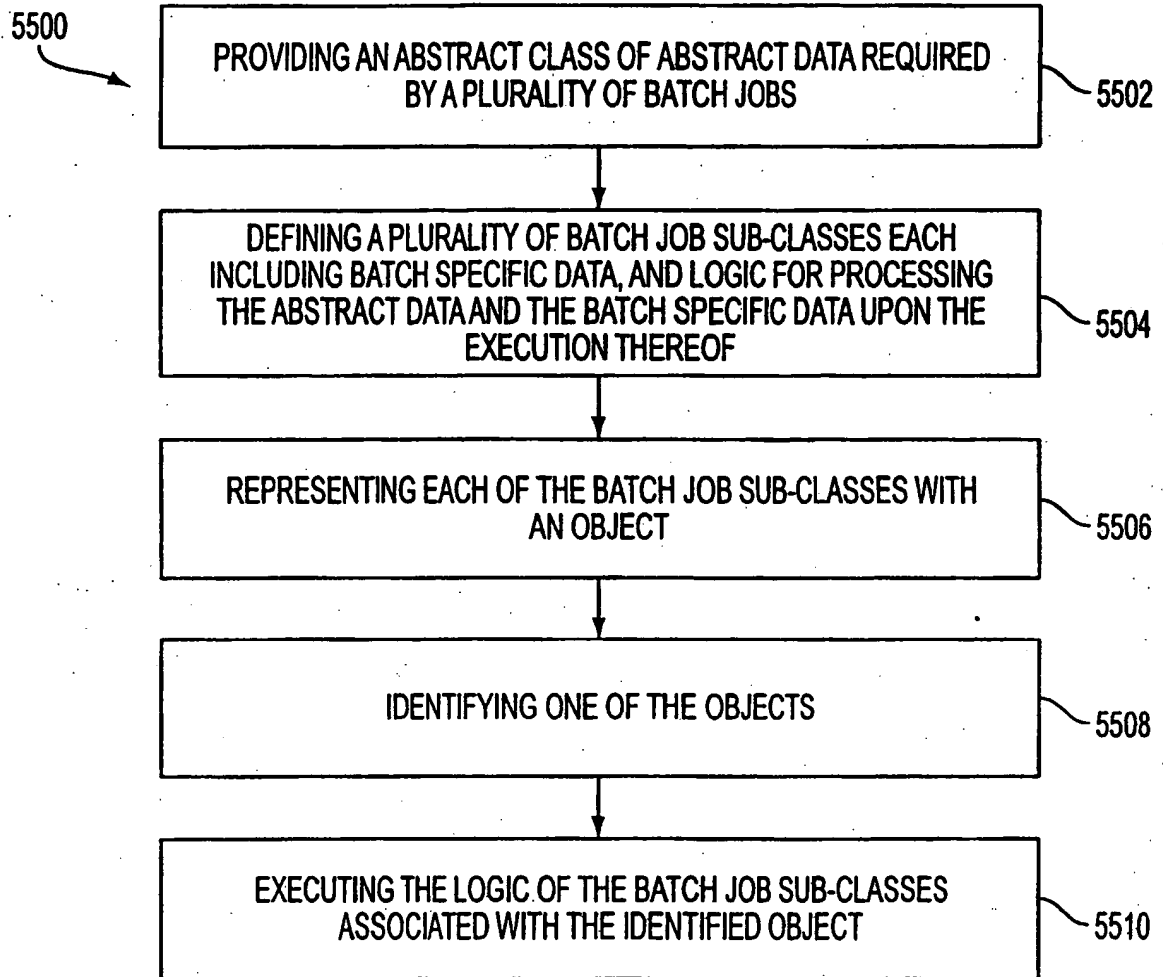 5500
PROVIDING AN ABSTRACT CLASS OF ABSTRACT DATA REQUIRED
BY A PLURALITY OF BATCH JOBS
5502
DEFINING A PLURALITY OF BATCH JOB SUB-CLASSES EACH
INCLUDING BATCH SPECIFIC DATA, AND LOGIC FOR PROCESSING
THE ABSTRACT DATA AND THE BATCH SPECIFIC DATA UPON THE
EXECUTION THEREOF
5504
REPRESENTING EACH OF THE BATCH JOB SUB-CLASSES WITH
AN OBJECT
5506
IDENTIFYING ONE OF THE OBJECTS
5508
EXECUTING THE LOGIC OF THE BATCH JOB SUB-CLASSES
ASSOCIATED WITH THE IDENTIFIED OBJECT
5510